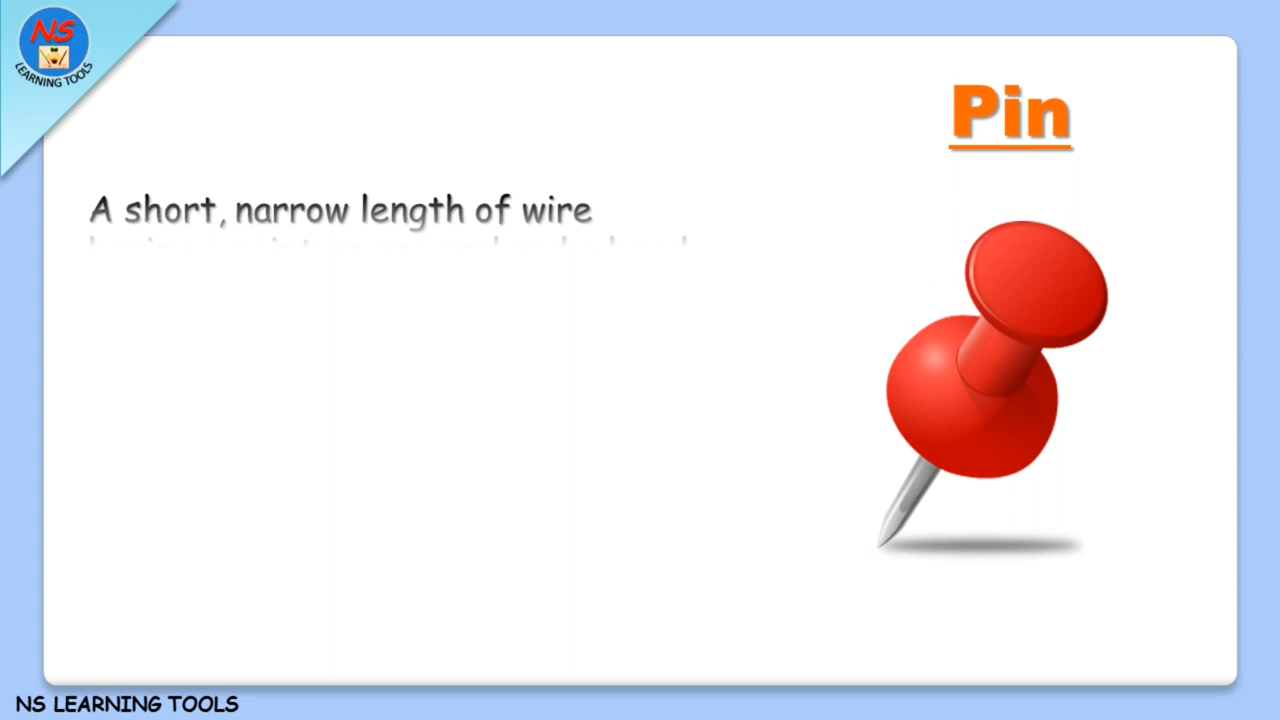 NS
LEARNING TOOLS
Pin
A short, narrow length of wire
NS LEARNING TOOLS